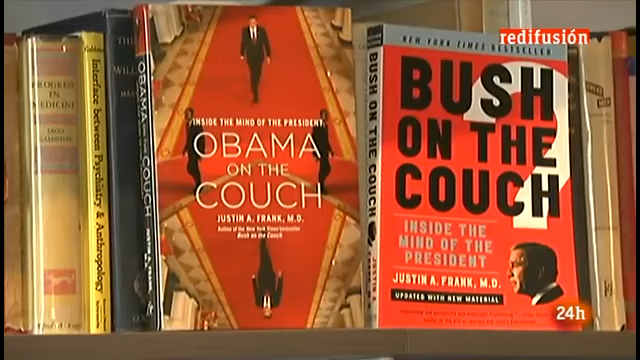 redifusión
PROGRESS
IN
MEDICINE
IAGO
GALDSTON
Interface between Psychiatry & Anthropology
OBAMA ON THE COUCH
INSIDE THE MIND OF THE PRESIDENT
OBAMA
ON THE
COUCH
JUSTIN A. FRANK, M.D.
Author of the New York Times bestseller
Bush on the Couch
BUSH ON THE COUCH
NEW YORK TIMES BESTSELLER
BUSH
ON THE
COUCH
2
INSIDE THE
MIND OF THE
PRESIDENT
JUSTIN A. FRANK, M.D.
UPDATED WITH NEW MATERIAL
24h